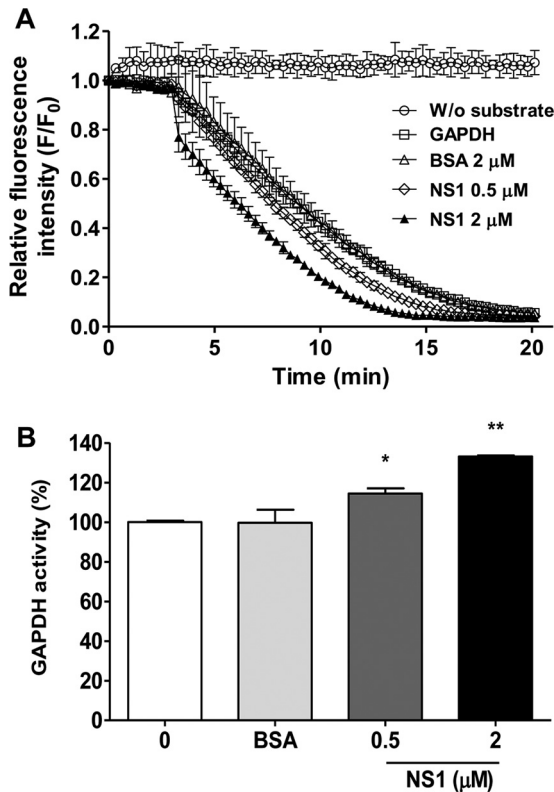 A
Relative fluorescence
intensity (F/F0)
1.2
1.0
0.8
0.6
0.4
0.2
0.0
W/o substrate
GAPDH
BSA 2 μM
NS1 0.5 μM
NS1 2 μM
0
5
10
15
20
Time (min)
B
GAPDH activity (%)
140
120
100
80
60
40
20
0
*
**
0
BSA
0.5
2
NS1 (μM)